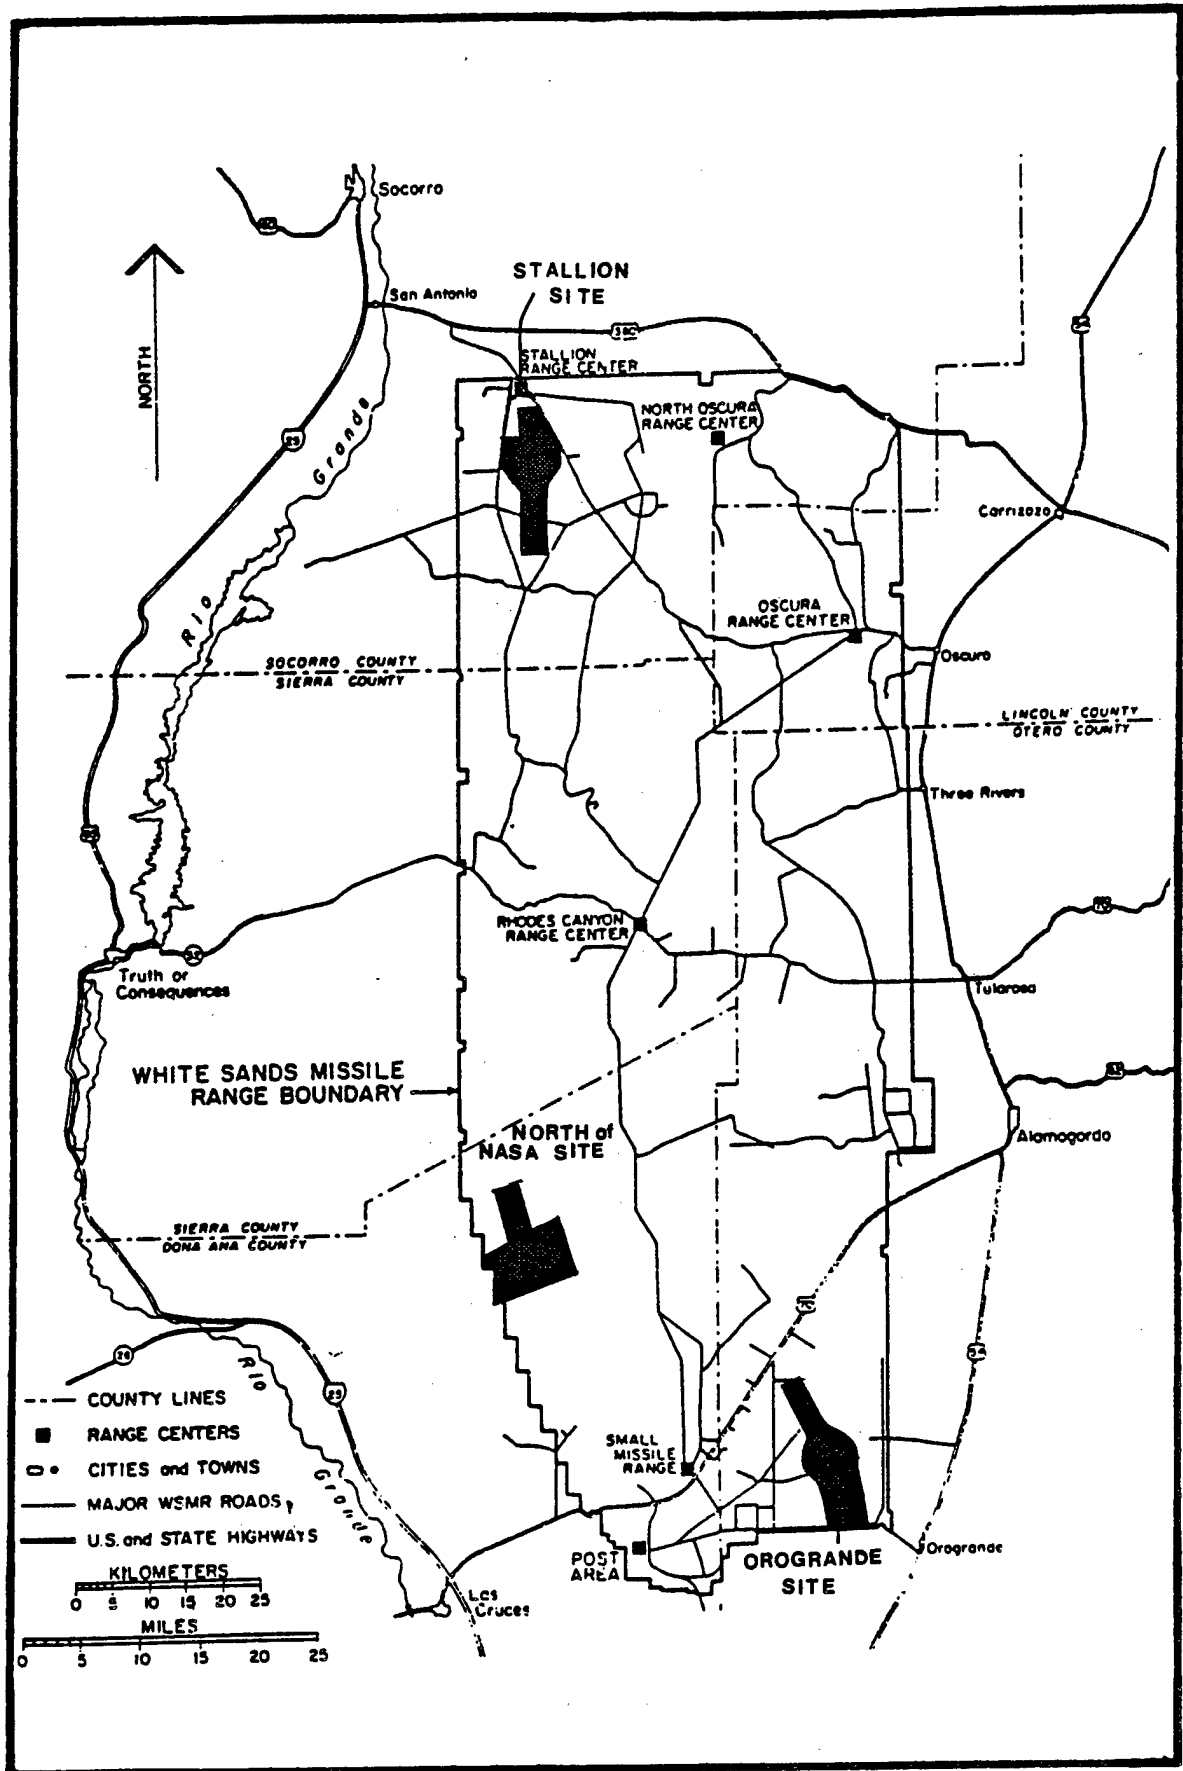 Socorro
60
STALLION
SITE
San Antonio
380
54
NORTH
STALLION
RANGE CENTER
NORTH OSCURA
RANGE CENTER
25
Rio Grande
Carrizozo
OSCURA
RANGE CENTER
Oscuro
SOCORRO COUNTY
SIERRA COUNTY
LINCOLN COUNTY
OTERO COUNTY
Three Rivers
RHODES CANYON
RANGE CENTER
52
70
Truth or
Consequences
Tularosa
WHITE SANDS MISSILE
RANGE BOUNDARY
82
NORTH of
NASA SITE
Alamogordo
SIERRA COUNTY
DONA ANA COUNTY
26
Rio Grande
25
54
COUNTY LINES
RANGE CENTERS
CITIES and TOWNS
MAJOR WSMR ROADS
U.S. and STATE HIGHWAYS
SMALL
MISSILE
RANGE
POST
AREA
OROGRANDE
SITE
Orogrande
Las
Cruces
KILOMETERS
0 5 10 15 20 25
MILES
0 5 10 15 20 25